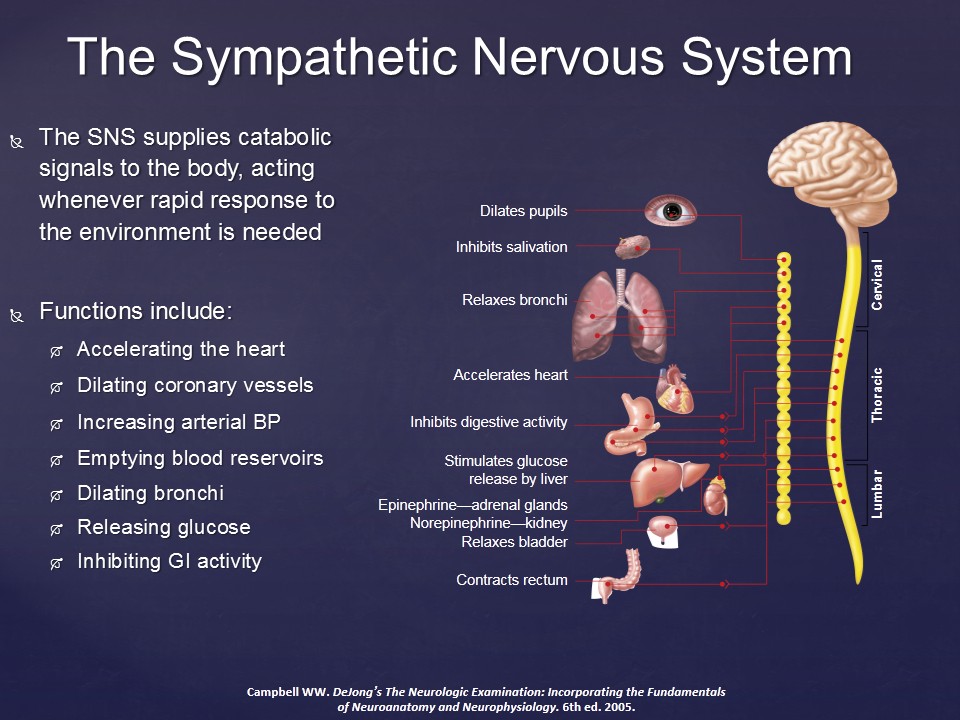 The Sympathetic Nervous System
The SNS supplies catabolic
signals to the body, acting
whenever rapid response to
the environment is needed
Functions include:
Accelerating the heart
Dilating coronary vessels
Increasing arterial BP
Emptying blood reservoirs
Dilating bronchi
Releasing glucose
Inhibiting GI activity
Dilates pupils
Inhibits salivation
Relaxes bronchi
Accelerates heart
Inhibits digestive activity
Stimulates glucose
release by liver
Epinephrine—adrenal glands
Norepinephrine—kidney
Relaxes bladder
Contracts rectum
Cervical
Thoracic
Lumbar
Campbell WW. DeJong's The Neurologic Examination: Incorporating the Fundamentals
of Neuroanatomy and Neurophysiology. 6th ed. 2005.